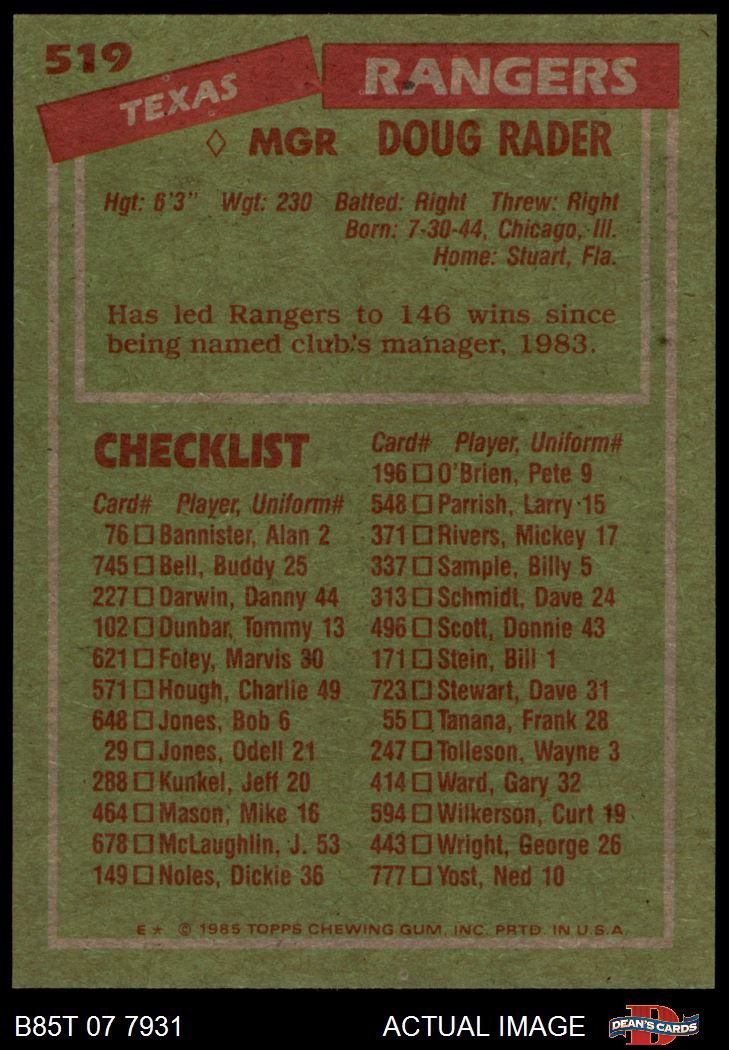 519
TEXAS RANGERS
MGR DOUG RADER
Hgt: 6'3" Wgt: 230 Batted: Right Threw: Right
Born: 7-30-44, Chicago, Ill.
Home: Stuart, Fla.
Has led Rangers to 146 wins since
being named club's manager, 1983.
CHECKLIST
Card# Player, Uniform#
76 Bannister, Alan 2
745 Bell, Buddy 25
227 Darwin, Danny 44
102 Dunbar, Tommy 13
621 Foley, Marvis 30
571 Hough, Charlie 49
648 Jones, Bob 6
29 Jones, Odell 21
288 Kunkel, Jeff 20
464 Mason, Mike 16
678 McLaughlin, J. 53
149 Noles, Dickie 36
Card# Player, Uniform#
196 O'Brien, Pete 9
548 Parrish, Larry 15
371 Rivers, Mickey 17
337 Sample, Billy 5
313 Schmidt, Dave 24
496 Scott, Donnie 43
171 Stein, Bill 1
723 Stewart, Dave 31
55 Tanana, Frank 28
247 Tolleson, Wayne 3
414 Ward, Gary 32
594 Wilkerson, Curt 19
443 Wright, George 26
777 Yost, Ned 10
E* © 1985 TOPPS CHEWING GUM, INC. PRTD. IN U.S.A.
B85T 07 7931
ACTUAL IMAGE
D
DEAN'S CARDS